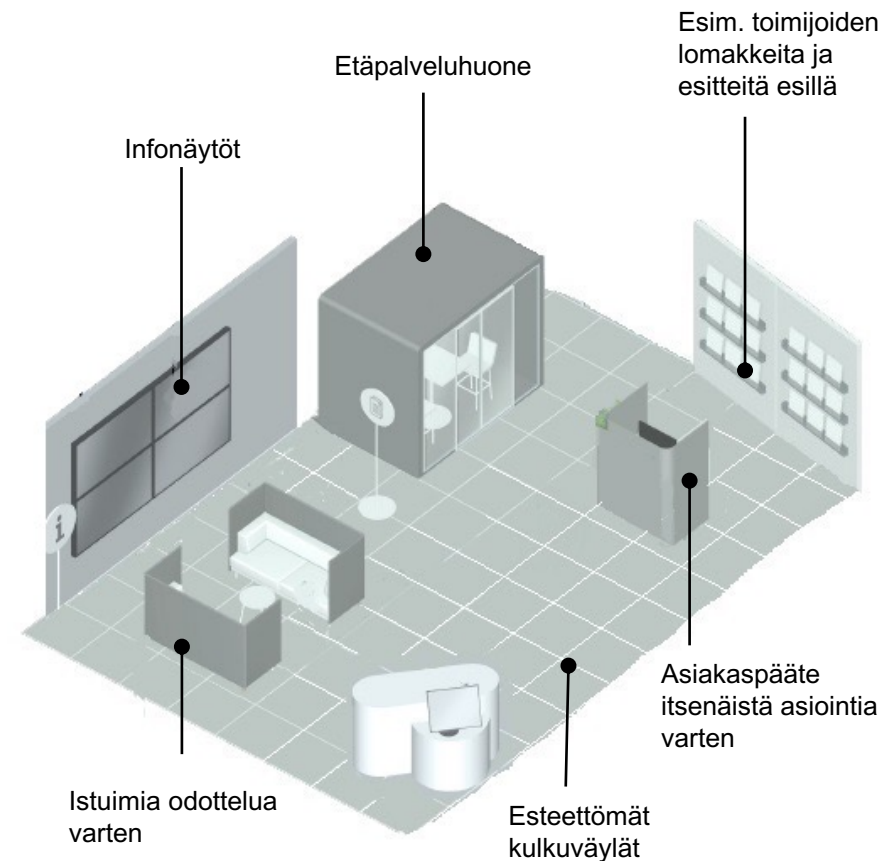 Esim. toimijoiden
lomakkeita ja
esitteitä esillä
Etäpalveluhuone
Infonäytöt
i
Asiakaspääte
itsenäistä asiointia
varten
Istuimia odottelua
varten
Esteettömät
kulkuväylät